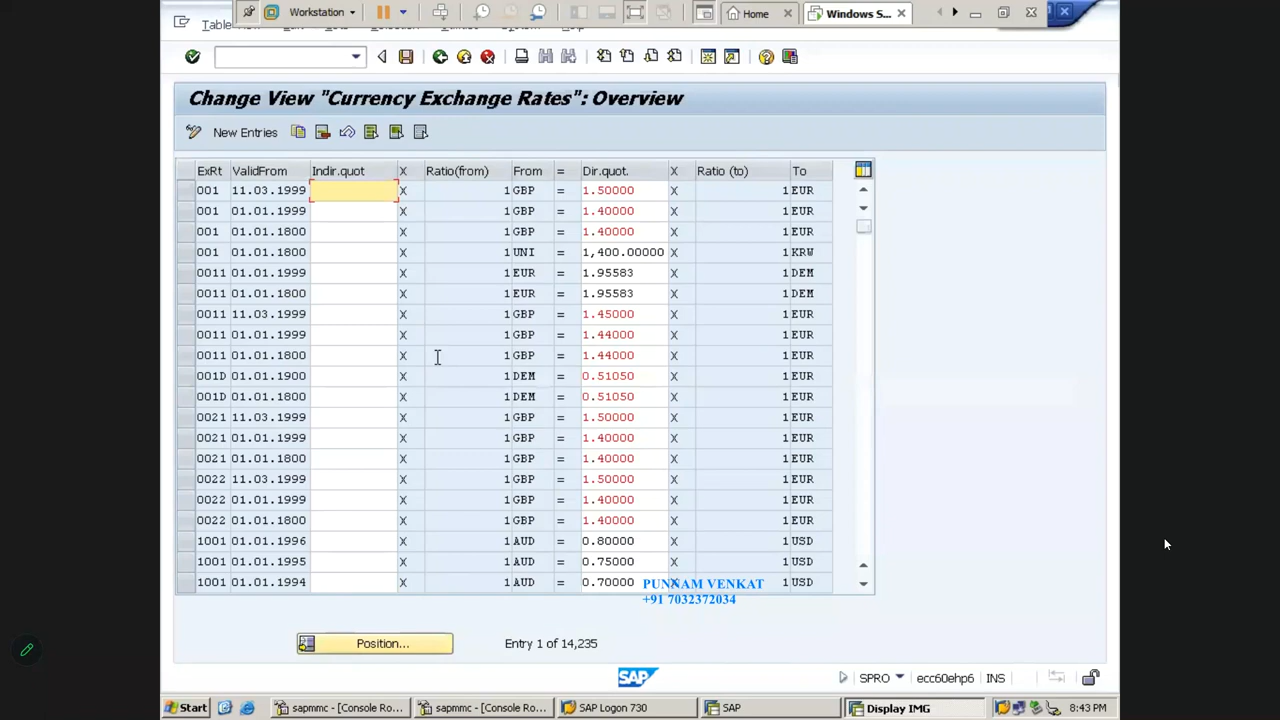 Workstation
Home
Windows S...
Table
New Entries
Change View "Currency Exchange Rates": Overview
ExRt ValidFrom Indir.quot X Ratio(from) From = Dir.quot. X Ratio (to) To
001 11.03.1999 X 1 GBP = 1.50000 X 1 EUR
001 01.01.1999 X 1 GBP = 1.40000 X 1 EUR
001 01.01.1800 X 1 GBP = 1.40000 X 1 EUR
001 01.01.1800 X 1 UNI = 1,400.00000 X 1 KRW
0011 01.01.1999 X 1 EUR = 1.95583 X 1 DEM
0011 01.01.1800 X 1 EUR = 1.95583 X 1 DEM
0011 11.03.1999 X 1 GBP = 1.45000 X 1 EUR
0011 01.01.1999 X 1 GBP = 1.44000 X 1 EUR
0011 01.01.1800 X 1 GBP = 1.44000 X 1 EUR
001D 01.01.1900 X 1 DEM = 0.51050 X 1 EUR
001D 01.01.1800 X 1 DEM = 0.51050 X 1 EUR
0021 11.03.1999 X 1 GBP = 1.50000 X 1 EUR
0021 01.01.1999 X 1 GBP = 1.40000 X 1 EUR
0021 01.01.1800 X 1 GBP = 1.40000 X 1 EUR
0022 11.03.1999 X 1 GBP = 1.50000 X 1 EUR
0022 01.01.1999 X 1 GBP = 1.40000 X 1 EUR
0022 01.01.1800 X 1 GBP = 1.40000 X 1 EUR
1001 01.01.1996 X 1 AUD = 0.80000 X 1 USD
1001 01.01.1995 X 1 AUD = 0.75000 X 1 USD
1001 01.01.1994 X 1 AUD = 0.70000 X 1 USD
PUNNAM VENKAT
+91 7032372034
Position... Entry 1 of 14,235
SAP SPRO ecc60ehp6 INS
Start sapmmc - [Console Ro... sapmmc - [Console Ro... SAP Logon 730 SAP Display IMG 8:43 PM